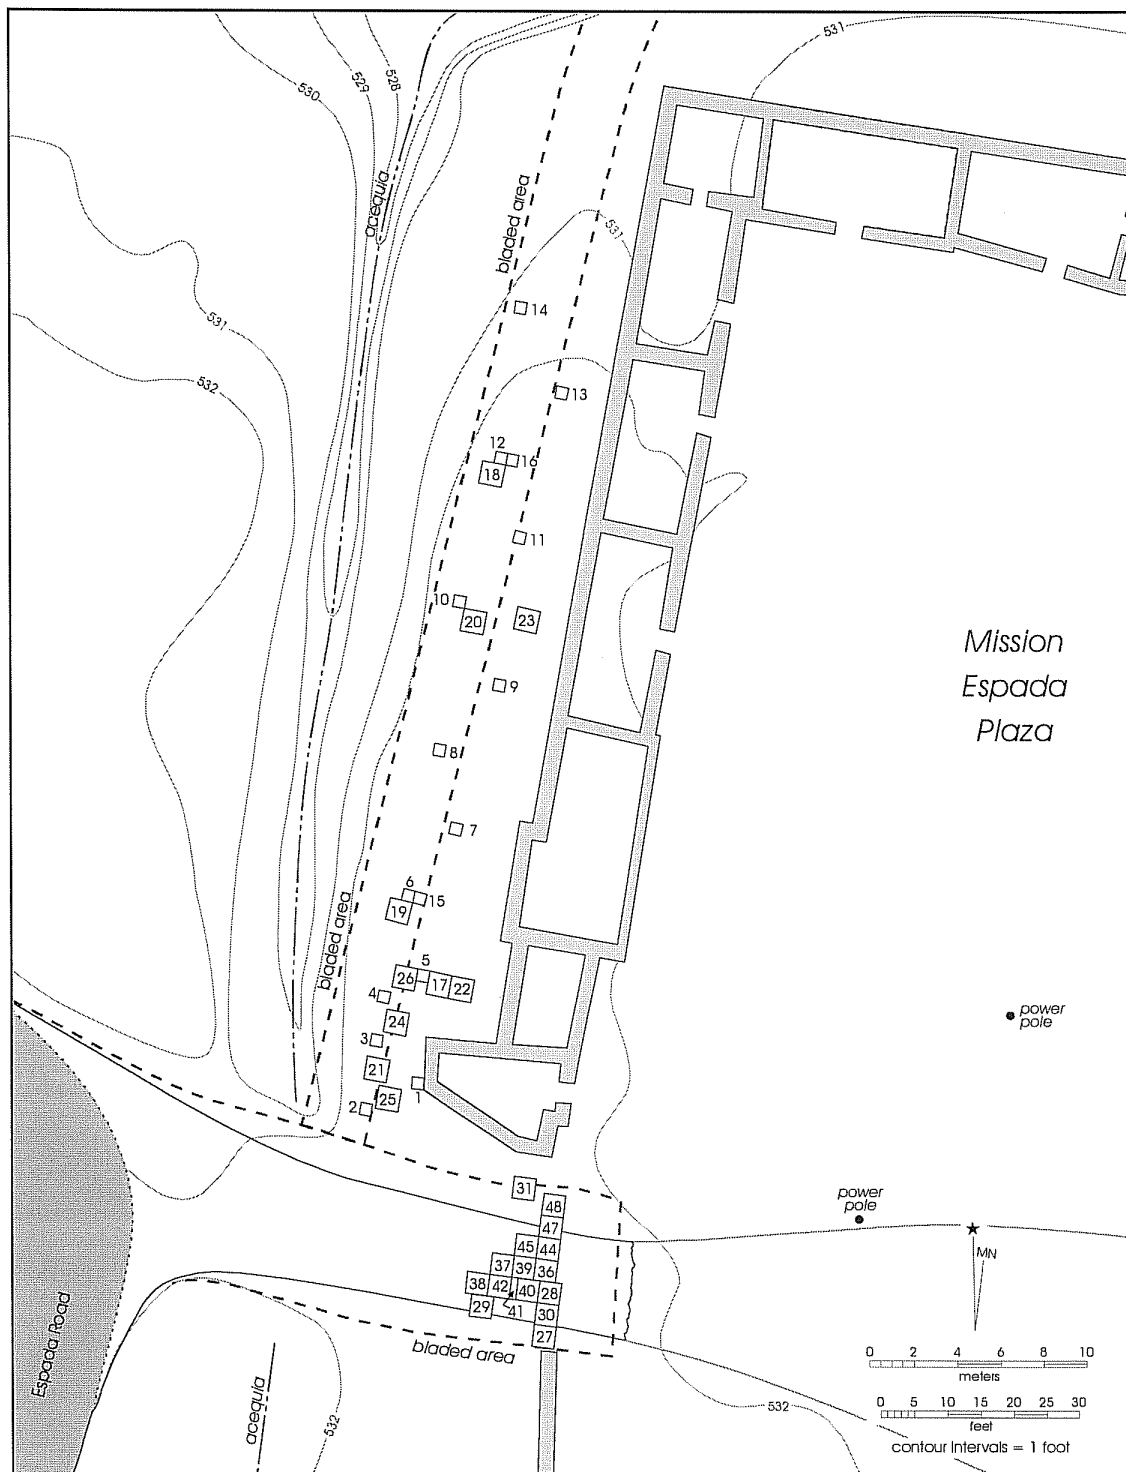 531
530
529
528
acequia
bladed area
531
14
531
532
13
12
16
18
11
10
20
23
Mission
Espada
Plaza
9
8
7
6
15
19
bladed area
5
26
17
22
4
24
power
pole
3
21
1
25
2
31
48
power
pole
47
45
44
MN
37
39
36
38
42
40
28
29
41
30
27
Espada Road
bladed area
0 2 4 6 8 10
meters
acequia
532
532
0 5 10 15 20 25 30
feet
contour Intervals = 1 foot